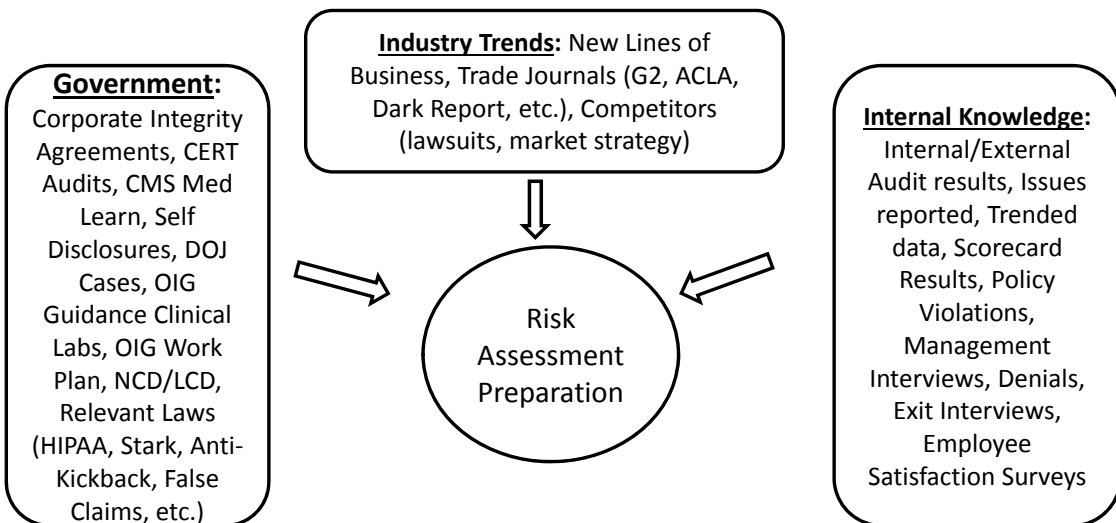 Industry Trends: New Lines of
Business, Trade Journals (G2, ACLA,
Dark Report, etc.), Competitors
(lawsuits, market strategy)
Government:
Corporate Integrity
Agreements, CERT
Audits, CMS Med
Learn, Self
Disclosures, DOJ
Cases, OIG
Guidance Clinical
Labs, OIG Work
Plan, NCD/LCD,
Relevant Laws
(HIPAA, Stark, Anti-
Kickback, False
Claims, etc.)
Internal Knowledge:
Internal/External
Audit results, Issues
reported, Trended
data, Scorecard
Results, Policy
Violations,
Management
Interviews, Denials,
Exit Interviews,
Employee
Satisfaction Surveys
Risk
Assessment
Preparation